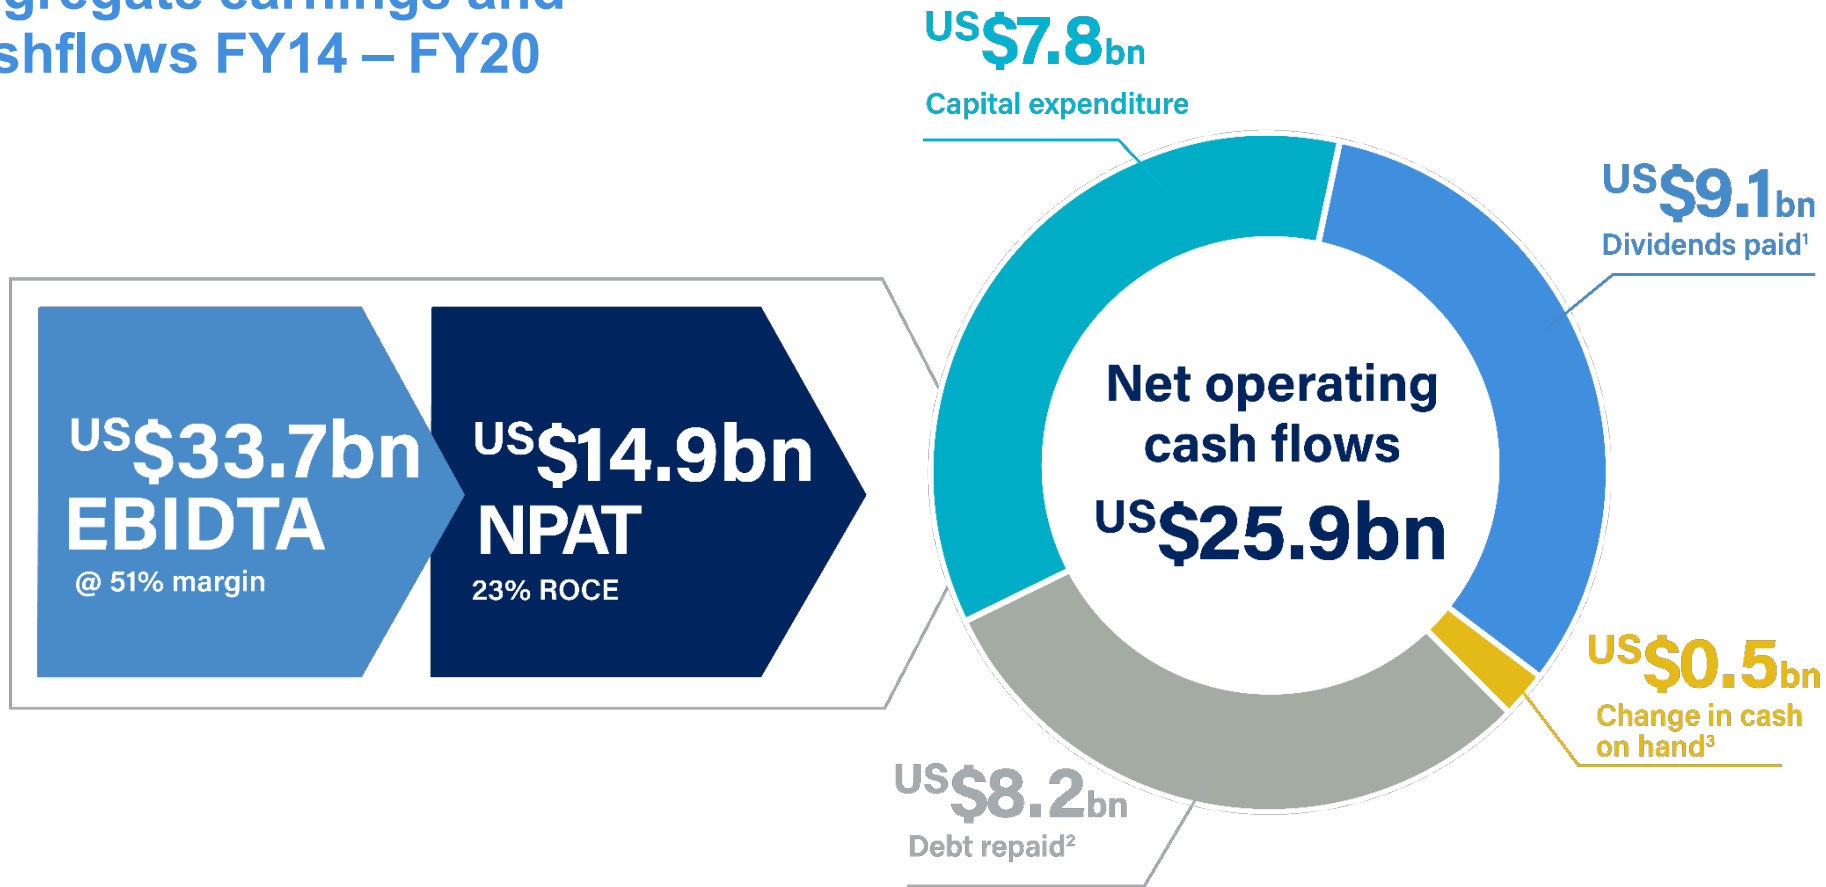 shflows FY14 – FY20
US$33.7bn
EBIDTA
@ 51% margin
US$14.9bn
NPAT
23% ROCE
US$7.8bn
Capital expenditure
US$9.1bn
Dividends paid¹
Net operating
cash flows
US$25.9bn
US$0.5bn
Change in cash
on hand³
US$8.2bn
Debt repaid²